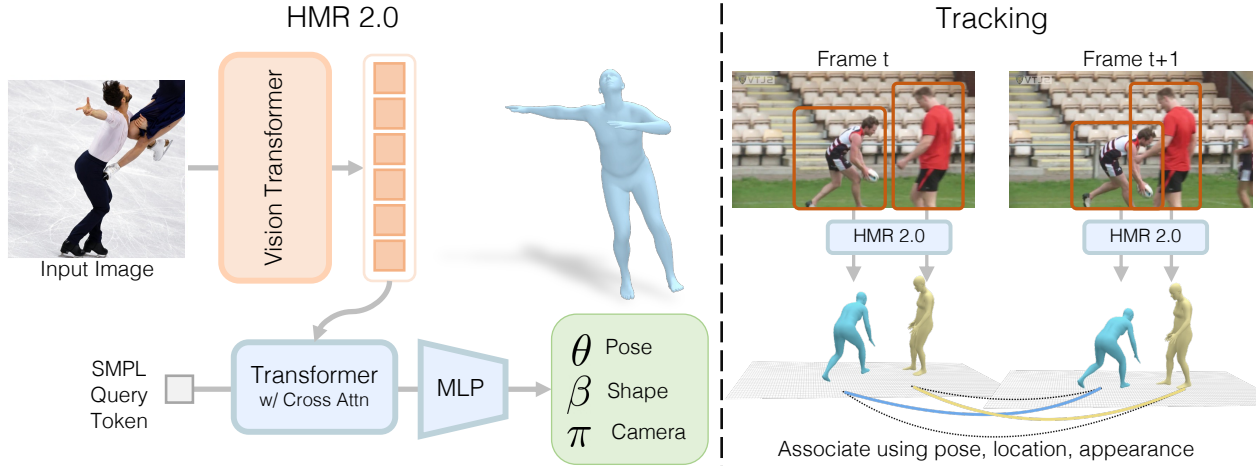 HMR 2.0
Vision Transformer
Input Image
SMPL
Query
Token
Transformer
w/ Cross Attn
MLP
θ Pose
β Shape
π Camera
Tracking
Frame t
Frame t+1
HMR 2.0
HMR 2.0
Associate using pose, location, appearance